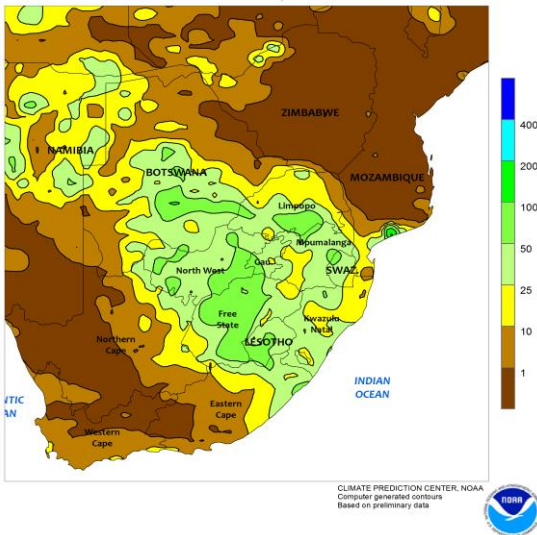 ZIMBABWE
NAMIBIA
BOTSWANA
MOZAMBIQUE
Limpopo
Mpumalanga
Gau
North West
SWAZ.
Free
State
Kwazulu
Natal
LESOTHO
Northern
Cape
Eastern
Cape
Western
Cape
INDIAN
OCEAN
NTIC
AN
400
200
100
50
25
10
1
CLIMATE PREDICTION CENTER, NOAA
Computer generated contours
Based on preliminary data
NOAA